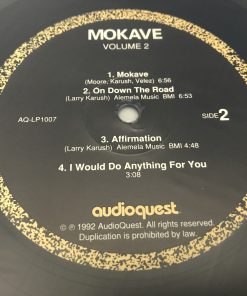 MOKAVE
VOLUME 2
1. Mokave
(Moore, Karush, Velez) 6:56
2. On Down The Road
(Larry Karush) Alemela Music BMI 6:53
AQ-LP1007
SIDE 2
3. Affirmation
(Larry Karush) Alemela Music BMI 4:48
4. I Would Do Anything For You
3:08
audioquest
© ℗ 1992 AudioQuest. All rights reserved.
Duplication is prohibited by law.